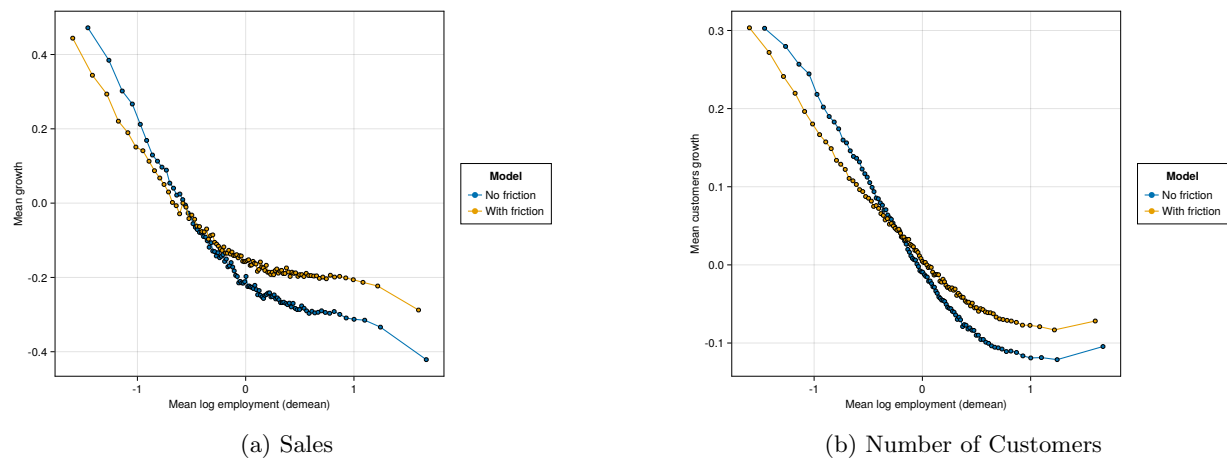 0.4
0.2
0.0
-0.2
-0.4
Mean growth
-1
0
1
Mean log employment (demean)
Model
No friction
With friction
(a) Sales
0.3
0.2
0.1
0.0
-0.1
Mean customers growth
-1
0
1
Mean log employment (demean)
Model
No friction
With friction
(b) Number of Customers